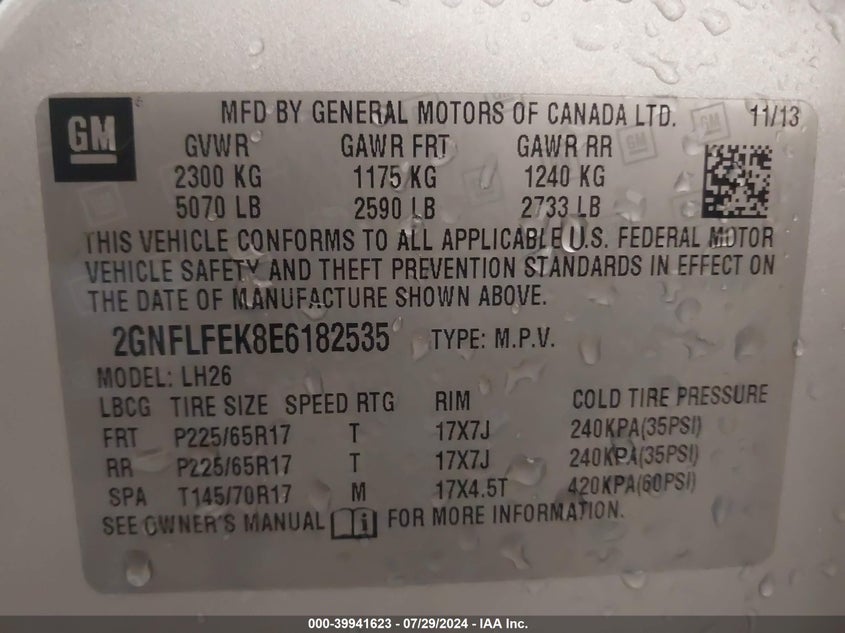 GM
MFD BY GENERAL MOTORS OF CANADA LTD. 11/13
GVWR GAWR FRT GAWR RR
2300 KG 1175 KG 1240 KG
5070 LB 2590 LB 2733 LB
THIS VEHICLE CONFORMS TO ALL APPLICABLE U.S. FEDERAL MOTOR
VEHICLE SAFETY AND THEFT PREVENTION STANDARDS IN EFFECT ON
THE DATE OF MANUFACTURE SHOWN ABOVE.
2GNFLFEK8E6182535 TYPE: M.P.V.
MODEL: LH26
LBCG TIRE SIZE SPEED RTG RIM COLD TIRE PRESSURE
FRT P225/65R17 T 17X7J 240KPA(35PSI)
RR P225/65R17 T 17X7J 240KPA(35PSI)
SPA T145/70R17 M 17X4.5T 420KPA(60PSI)
SEE OWNER'S MANUAL FOR MORE INFORMATION.
000-39941623 - 07/29/2024 - IAA Inc.